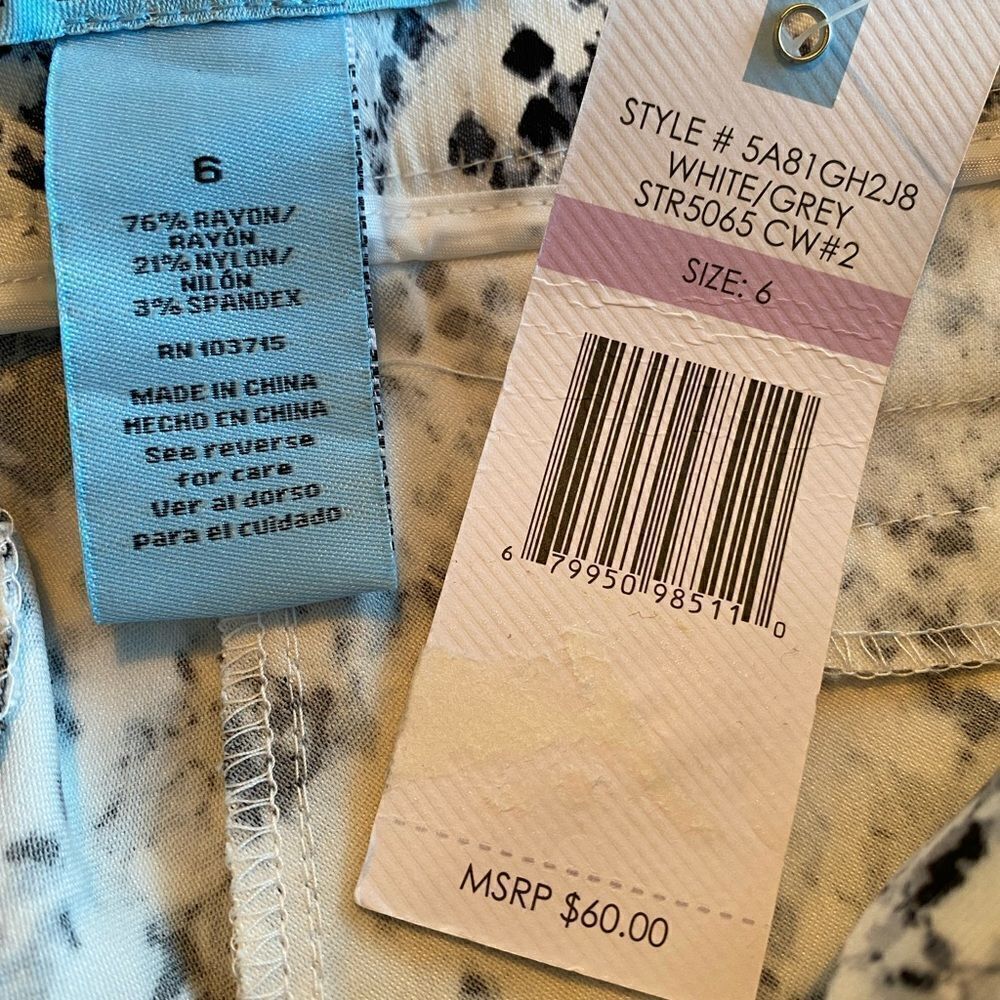 6
76% RAYON/
RAYÓN
21% NYLON/
NILÓN
3% SPANDEX
RN 103715
MADE IN CHINA
HECHO EN CHINA
See reverse
for care
Ver al dorso
para el cuidado
STYLE # 5A81GH2J8
WHITE/GREY
STR5065 CW#2
SIZE: 6
6 79950 98511 0
MSRP $60.00